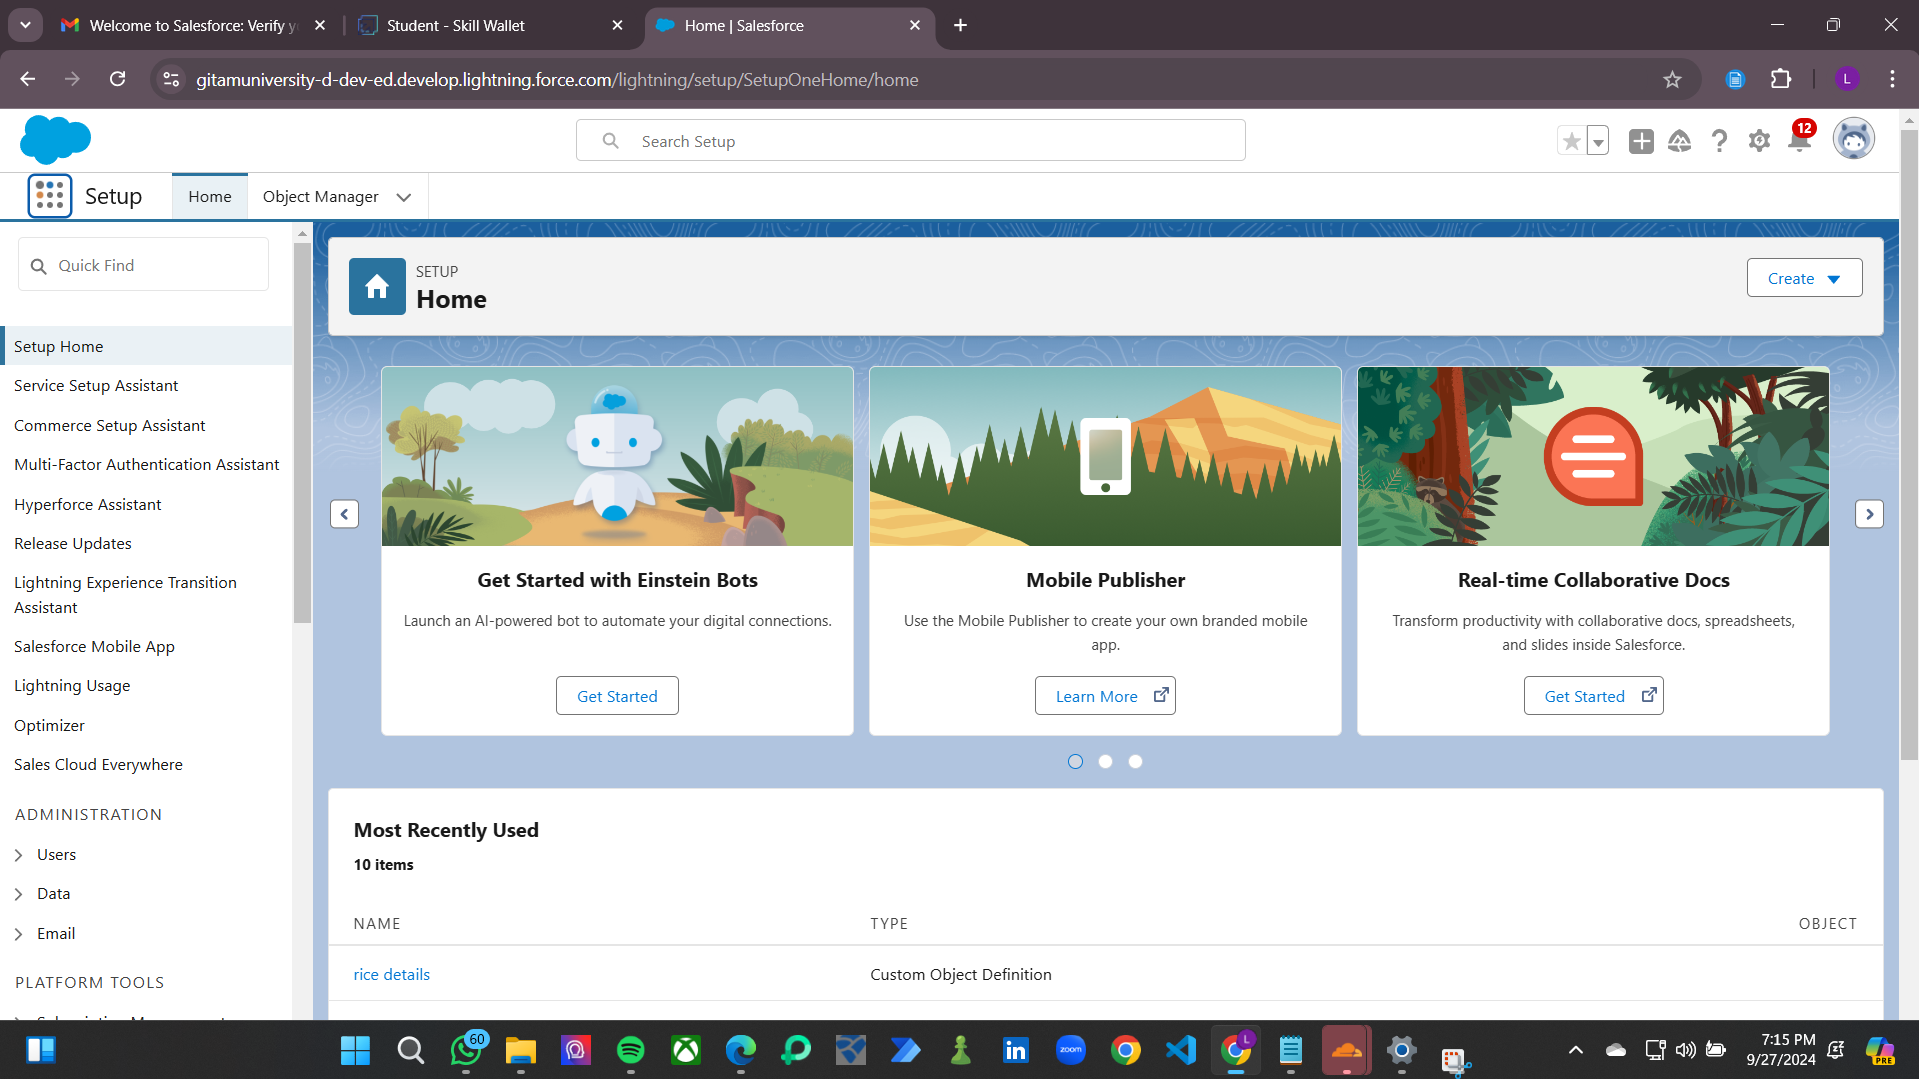 Welcome to Salesforce: Verify y
Student - Skill Wallet
Home | Salesforce
gitamuniversity-d-dev-ed.develop.lightning.force.com/lightning/setup/SetupOneHome/home
L
Search Setup
12
Setup
Home
Object Manager
Quick Find
Setup Home
Service Setup Assistant
Commerce Setup Assistant
Multi-Factor Authentication Assistant
Hyperforce Assistant
Release Updates
Lightning Experience Transition
Assistant
Salesforce Mobile App
Lightning Usage
Optimizer
Sales Cloud Everywhere
ADMINISTRATION
Users
Data
Email
PLATFORM TOOLS
SETUP
Home
Create
Get Started with Einstein Bots
Launch an AI-powered bot to automate your digital connections.
Get Started
Mobile Publisher
Use the Mobile Publisher to create your own branded mobile
app.
Learn More
Real-time Collaborative Docs
Transform productivity with collaborative docs, spreadsheets,
and slides inside Salesforce.
Get Started
Most Recently Used
10 items
NAME
TYPE
OBJECT
rice details
Custom Object Definition
60
in
zoom
L
7:15 PM
9/27/2024
PRE